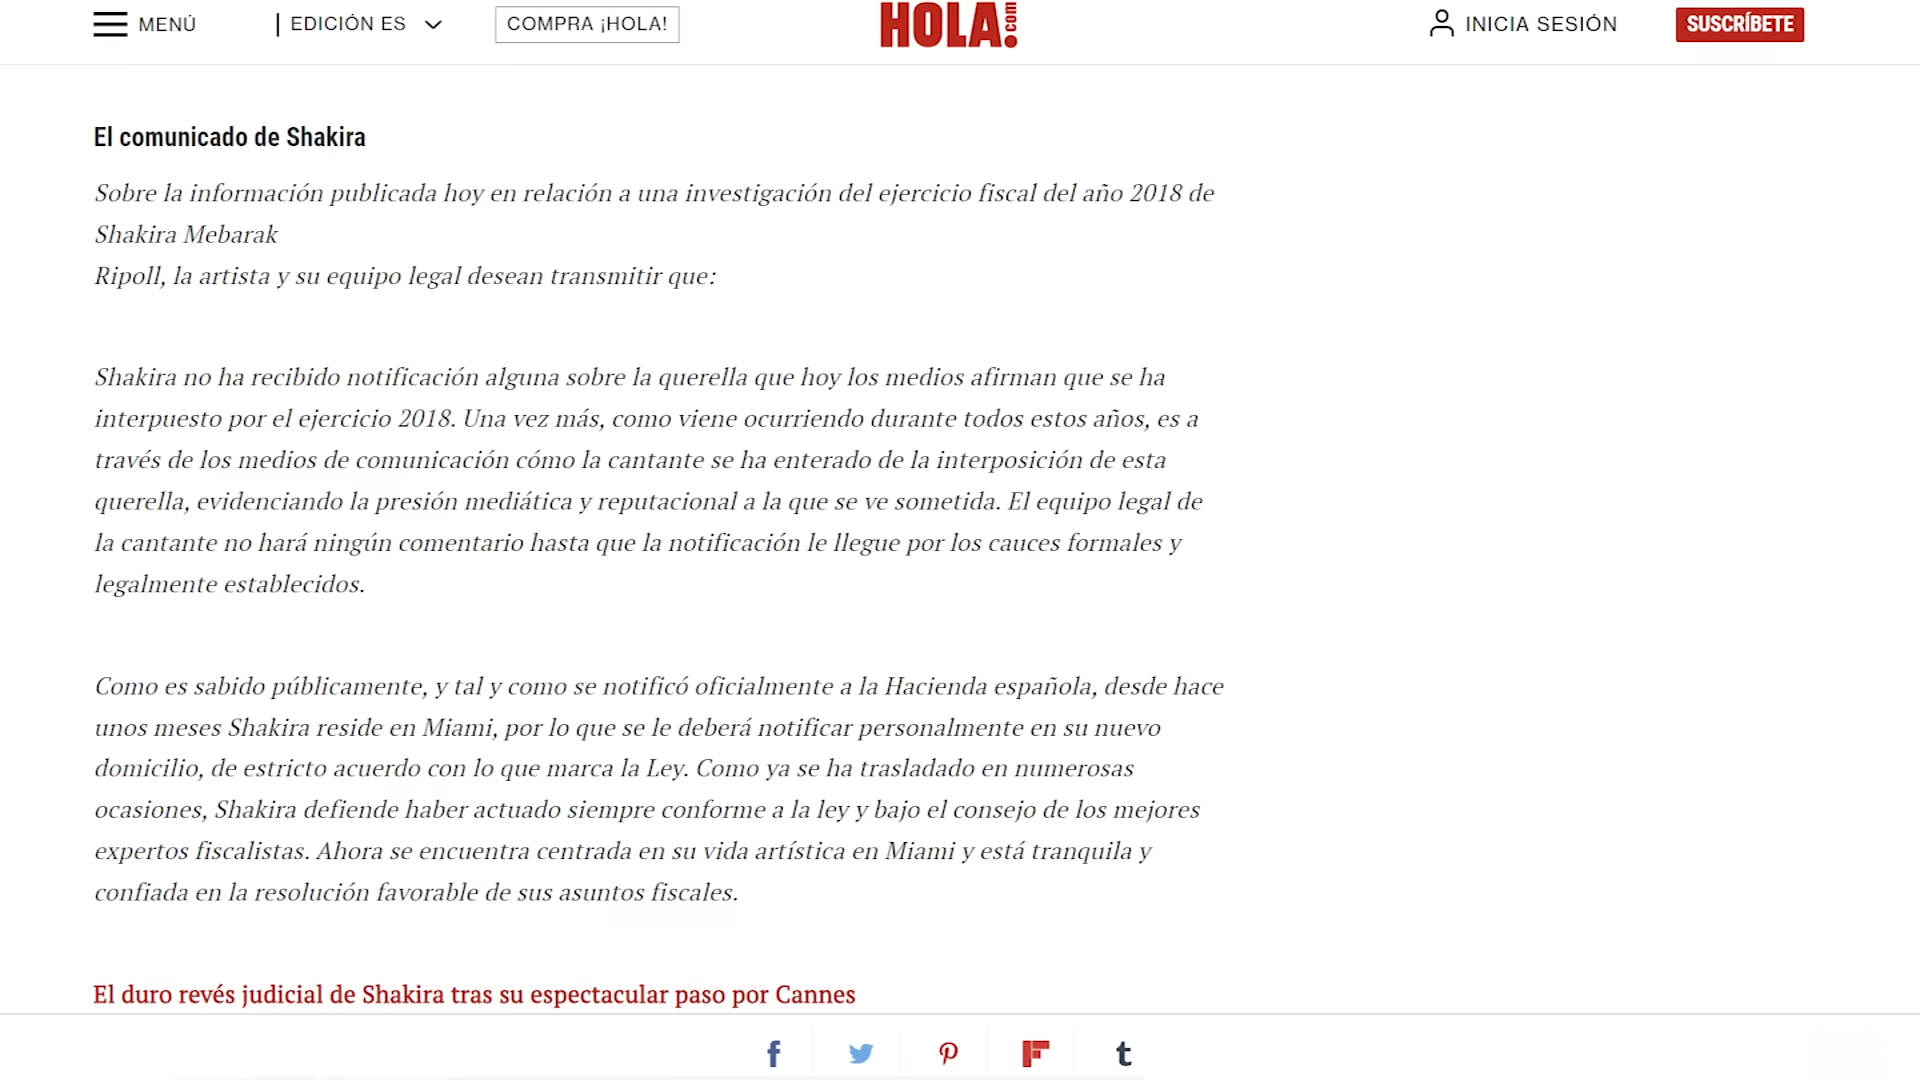 MENÚ
EDICIÓN ES
COMPRA ¡HOLA!
HOLA!.com
INICIA SESIÓN
SUSCRÍBETE
El comunicado de Shakira
Sobre la información publicada hoy en relación a una investigación del ejercicio fiscal del año 2018 de
Shakira Mebarak
Ripoll, la artista y su equipo legal desean transmitir que:
Shakira no ha recibido notificación alguna sobre la querella que hoy los medios afirman que se ha
interpuesto por el ejercicio 2018. Una vez más, como viene ocurriendo durante todos estos años, es a
través de los medios de comunicación cómo la cantante se ha enterado de la interposición de esta
querella, evidenciando la presión mediática y reputacional a la que se ve sometida. El equipo legal de
la cantante no hará ningún comentario hasta que la notificación le llegue por los cauces formales y
legalmente establecidos.
Como es sabido públicamente, y tal y como se notificó oficialmente a la Hacienda española, desde hace
unos meses Shakira reside en Miami, por lo que se le deberá notificar personalmente en su nuevo
domicilio, de estricto acuerdo con lo que marca la Ley. Como ya se ha trasladado en numerosas
ocasiones, Shakira defiende haber actuado siempre conforme a la ley y bajo el consejo de los mejores
expertos fiscalistas. Ahora se encuentra centrada en su vida artística en Miami y está tranquila y
confiada en la resolución favorable de sus asuntos fiscales.
El duro revés judicial de Shakira tras su espectacular paso por Cannes